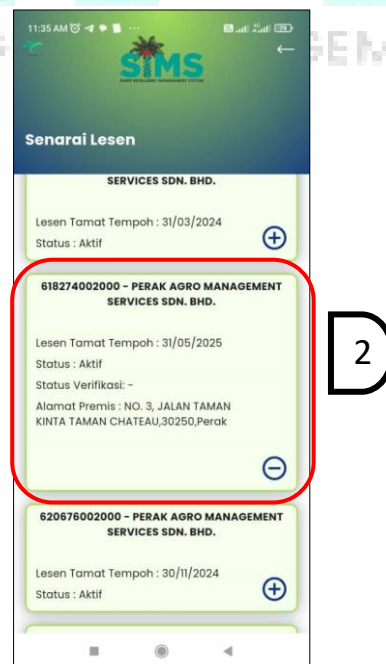 11:35 AM
SIMS
Senarai Lesen
SERVICES SDN. BHD.
Lesen Tamat Tempoh : 31/03/2024
Status : Aktif
618274002000 - PERAK AGRO MANAGEMENT
SERVICES SDN. BHD.
Lesen Tamat Tempoh : 31/05/2025
Status : Aktif
Status Verifikasi: -
Alamat Premis : NO. 3, JALAN TAMAN
KINTA TAMAN CHATEAU,30250,Perak
2
620676002000 - PERAK AGRO MANAGEMENT
SERVICES SDN. BHD.
Lesen Tamat Tempoh : 30/11/2024
Status : Aktif